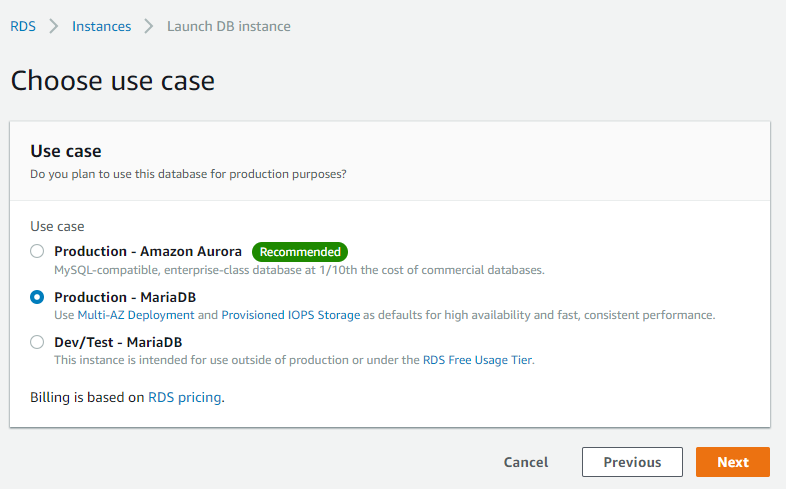 RDS > Instances > Launch DB instance
Choose use case
Use case
Do you plan to use this database for production purposes?
Use case
Production - Amazon Aurora Recommended
MySQL-compatible, enterprise-class database at 1/10th the cost of commercial databases.
Production - MariaDB
Use Multi-AZ Deployment and Provisioned IOPS Storage as defaults for high availability and fast, consistent performance.
Dev/Test - MariaDB
This instance is intended for use outside of production or under the RDS Free Usage Tier.
Billing is based on RDS pricing.
Cancel Previous Next